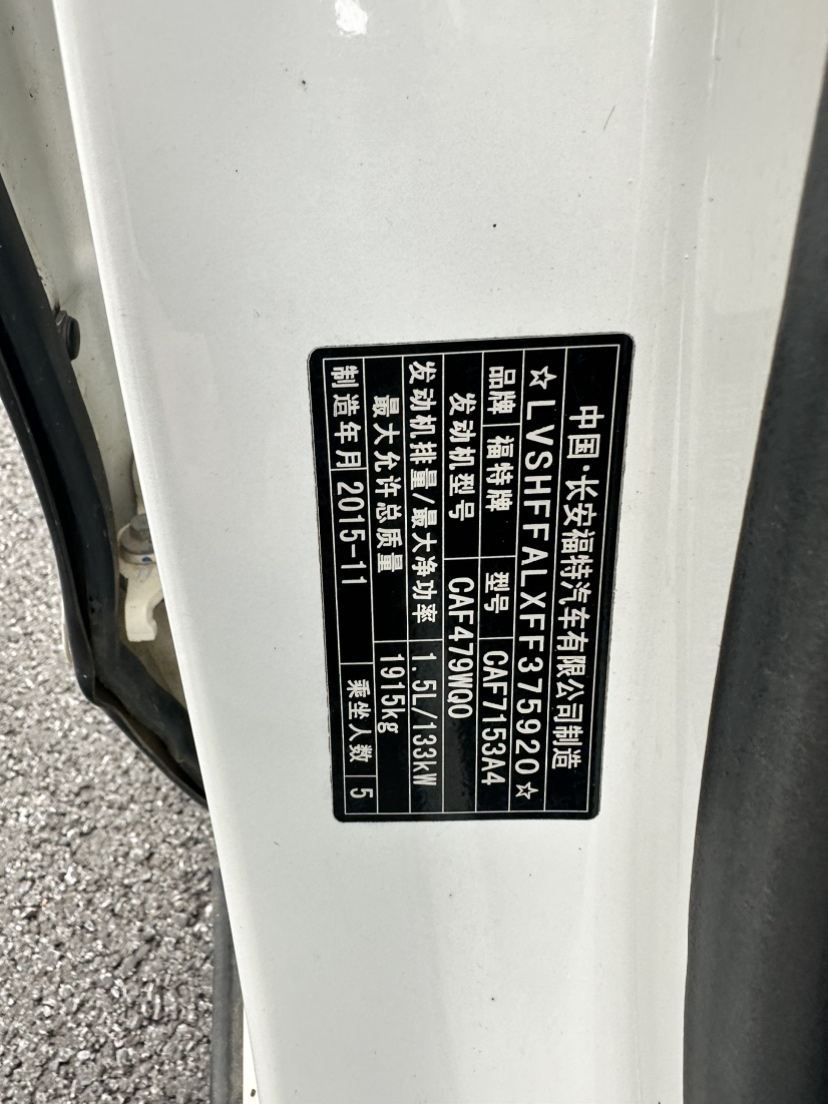 中国·长安福特汽车有限公司制造
☆LVSHFFALXFF375920☆
品牌 福特牌 型号 CAF7153A4
发动机型号 CAF479WQ0
发动机排量/最大净功率 1.5L/133kW
最大允许总质量 1915kg
制造年月 2015-11 乘坐人数 5